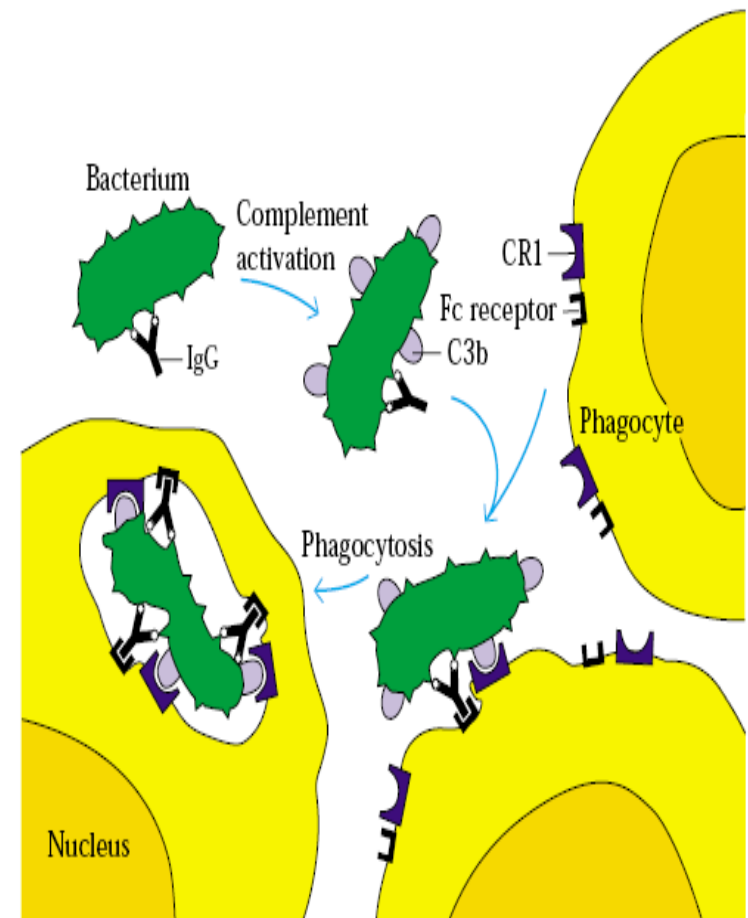 Bacterium
Complement
activation
IgG
CR1
Fc receptor
C3b
Phagocyte
Phagocytosis
Nucleus